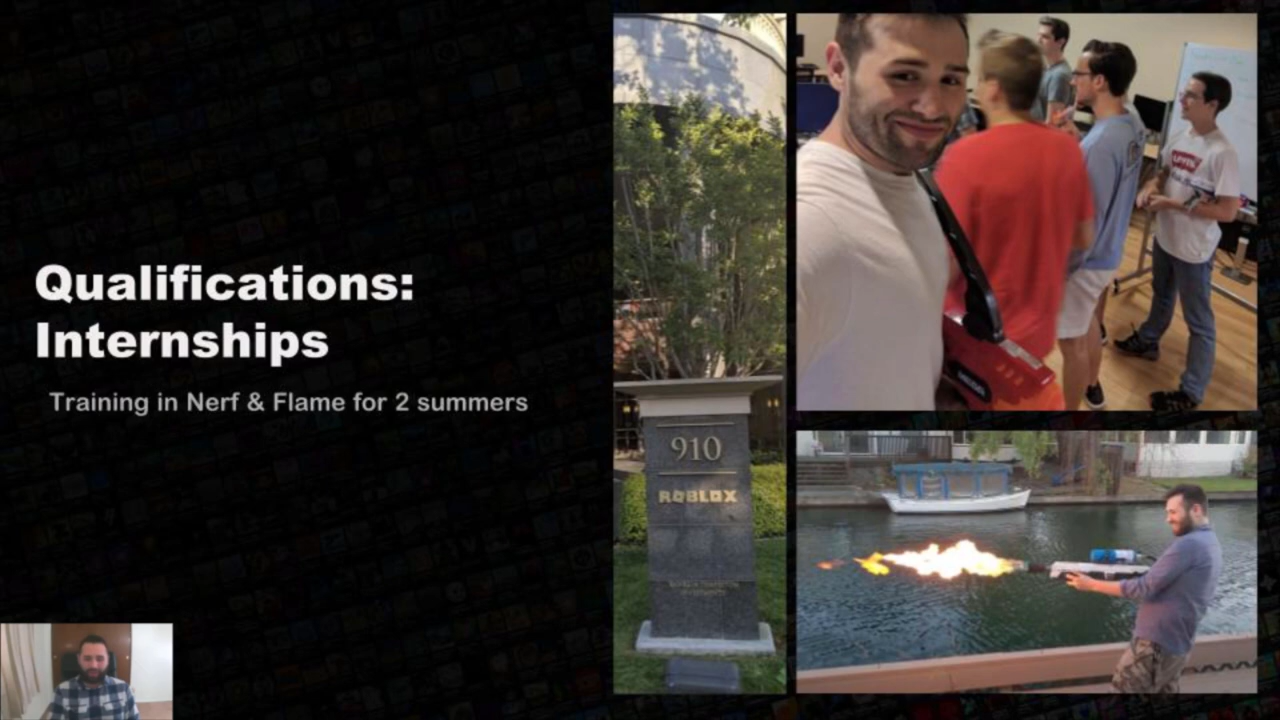 Qualifications:
Internships
Training in Nerf & Flame for 2 summers
910
ROBLOX